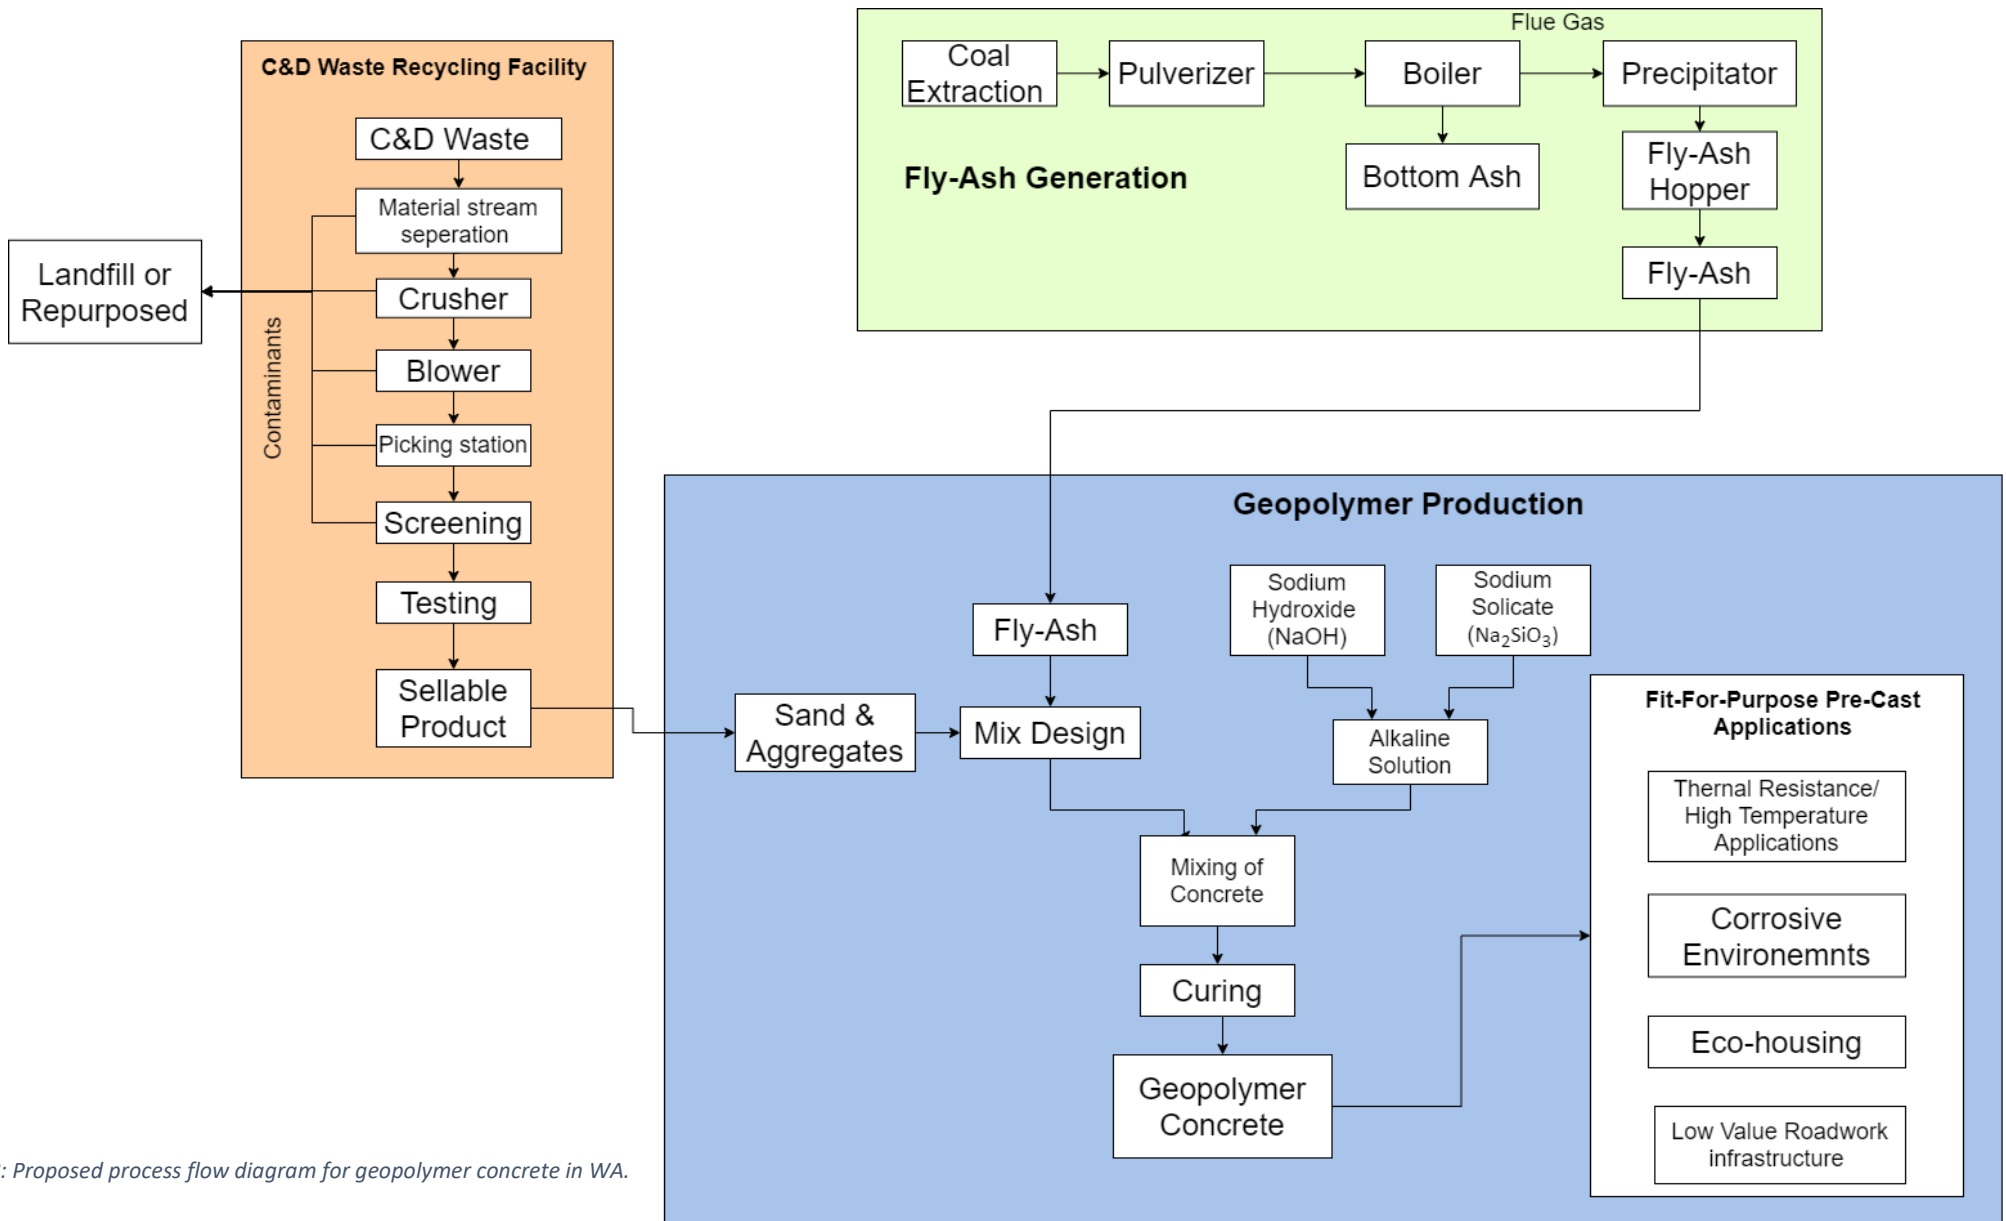 C&D Waste Recycling Facility
C&D Waste
Material stream
seperation
Crusher
Blower
Picking station
Screening
Testing
Sellable
Product
Contaminants
Landfill or
Repurposed
Flue Gas
Coal
Extraction
Pulverizer
Boiler
Precipitator
Bottom Ash
Fly-Ash
Hopper
Fly-Ash
Fly-Ash Generation
Geopolymer Production
Fly-Ash
Sodium
Hydroxide
(NaOH)
Sodium
Solicate
(Na₂SiO₃)
Sand &
Aggregates
Mix Design
Alkaline
Solution
Mixing of
Concrete
Curing
Geopolymer
Concrete
Fit-For-Purpose Pre-Cast
Applications
Thernal Resistance/
High Temperature
Applications
Corrosive
Environemnts
Eco-housing
Low Value Roadwork
infrastructure
: Proposed process flow diagram for geopolymer concrete in WA.